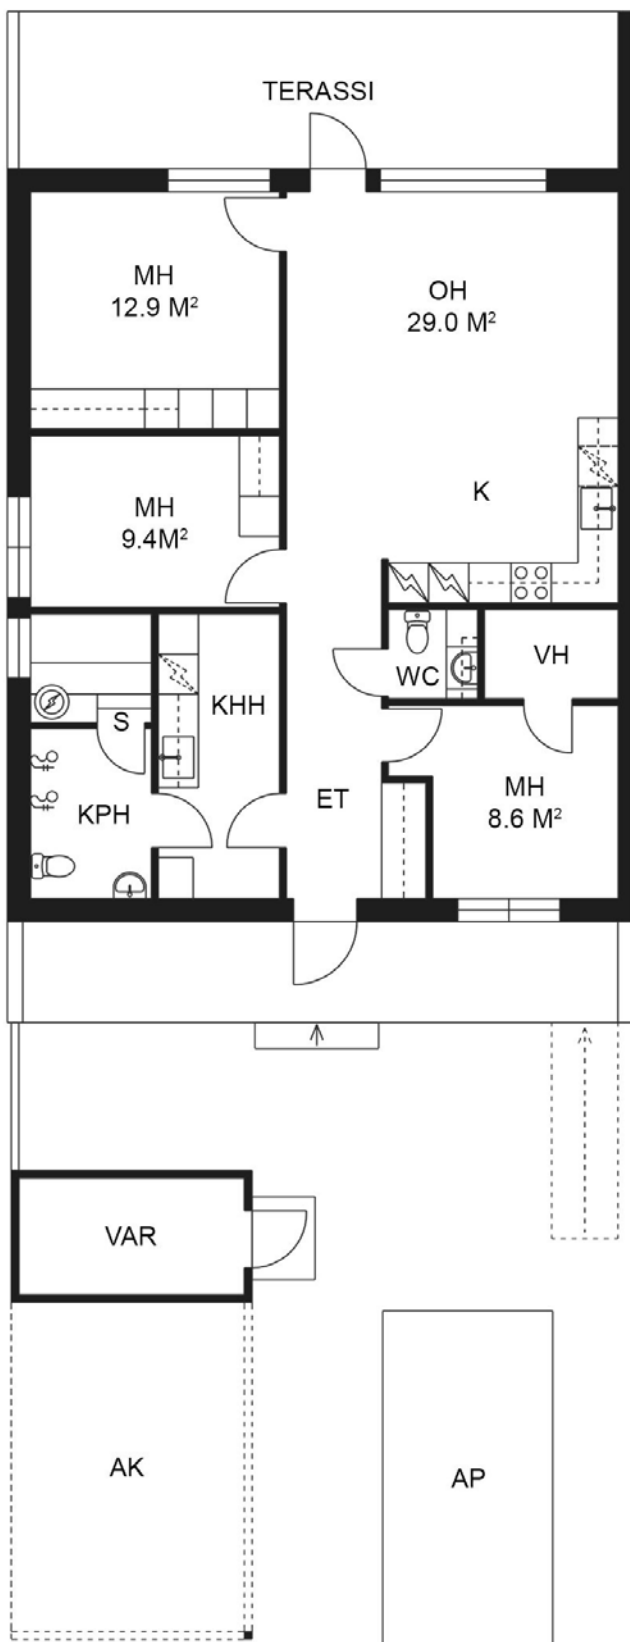 TERASSI
MH
12.9 M²
OH
29.0 M²
MH
9.4M²
K
S
KHH
WC
VH
KPH
ET
MH
8.6 M²
VAR
AK
AP